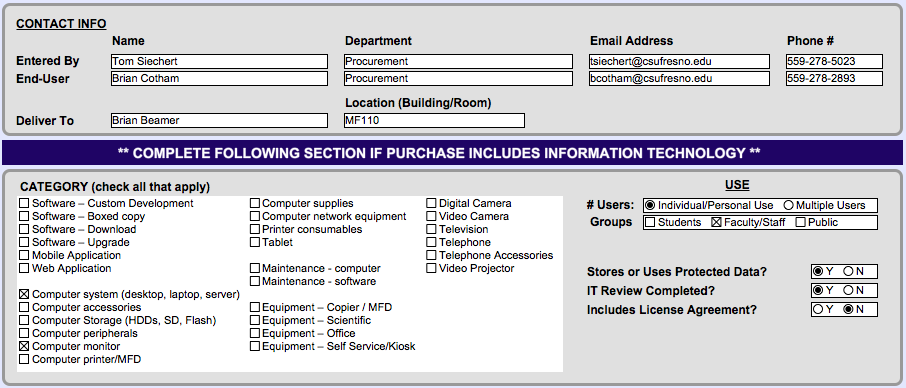 CONTACT INFO
Name Department Email Address Phone #
Entered By Tom Siechert Procurement tsiechert@csufresno.edu 559-278-5023
End-User Brian Cotham Procurement bcotham@csufresno.edu 559-278-2893
Location (Building/Room)
Deliver To Brian Beamer MF110
** COMPLETE FOLLOWING SECTION IF PURCHASE INCLUDES INFORMATION TECHNOLOGY **
CATEGORY (check all that apply)
Software – Custom Development
Software – Boxed copy
Software – Download
Software – Upgrade
Mobile Application
Web Application
Computer system (desktop, laptop, server)
Computer accessories
Computer Storage (HDDs, SD, Flash)
Computer peripherals
Computer monitor
Computer printer/MFD
Computer supplies
Computer network equipment
Printer consumables
Tablet
Maintenance - computer
Maintenance - software
Equipment – Copier / MFD
Equipment – Scientific
Equipment – Office
Equipment – Self Service/Kiosk
Digital Camera
Video Camera
Television
Telephone
Telephone Accessories
Video Projector
USE
# Users: Individual/Personal Use Multiple Users
Groups Students Faculty/Staff Public
Stores or Uses Protected Data? Y N
IT Review Completed? Y N
Includes License Agreement? Y N